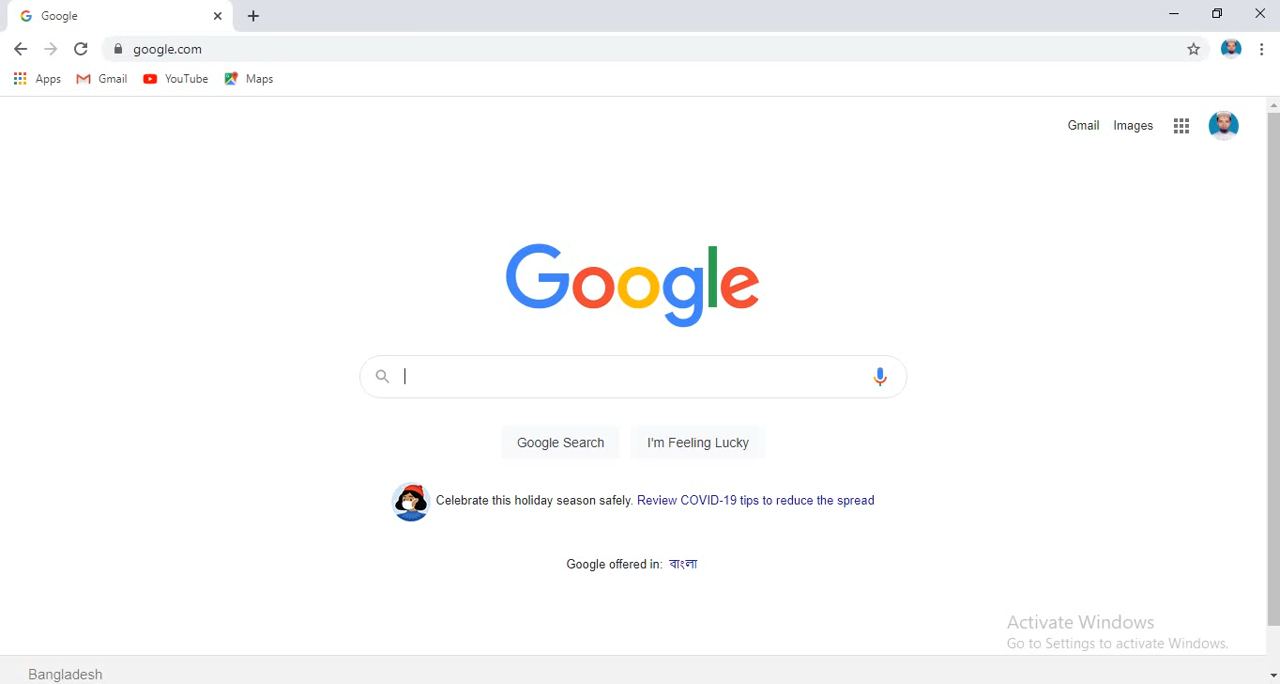 Google
google.com
Apps Gmail YouTube Maps
Gmail Images
Google
Google Search I'm Feeling Lucky
Celebrate this holiday season safely. Review COVID-19 tips to reduce the spread
Google offered in: বাংলা
Activate Windows
Go to Settings to activate Windows.
Bangladesh